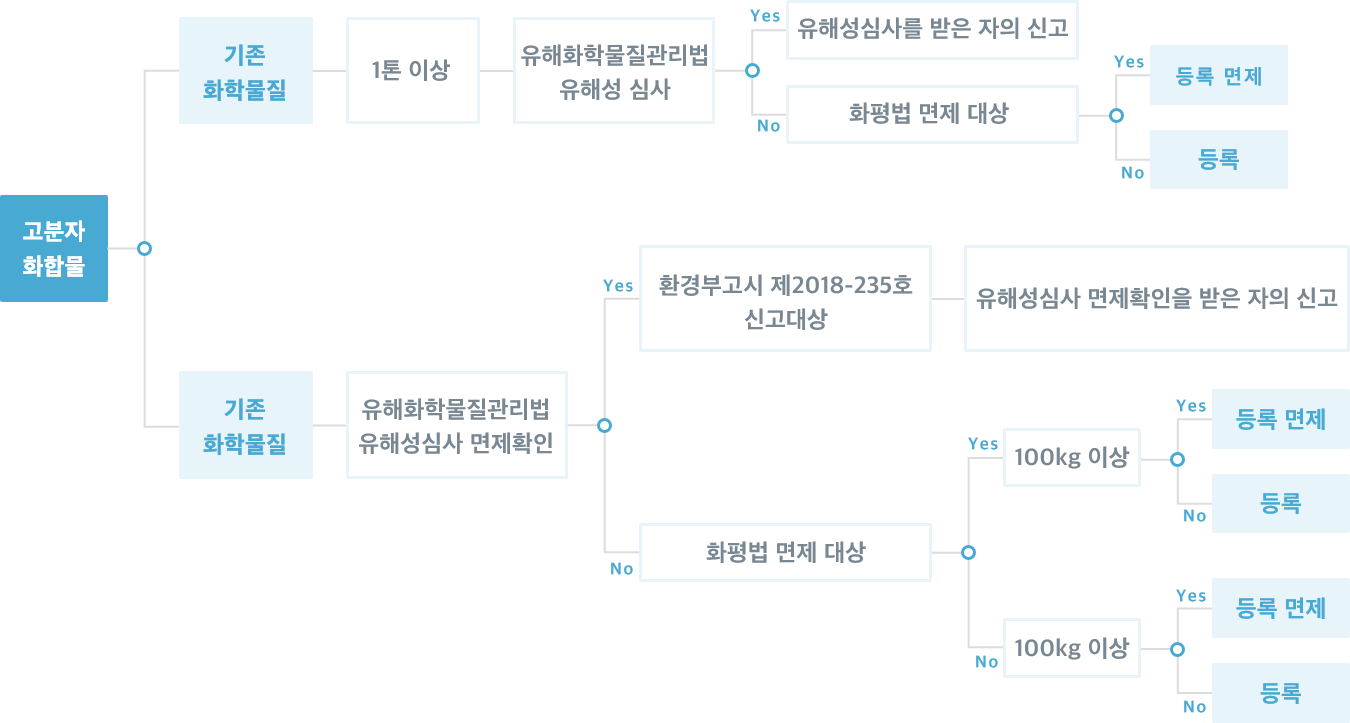 고분자
화합물
기존
화학물질
1톤 이상
유해화학물질관리법
유해성 심사
Yes
유해성심사를 받은 자의 신고
No
화평법 면제 대상
Yes
등록 면제
No
등록
기존
화학물질
유해화학물질관리법
유해성심사 면제확인
Yes
환경부고시 제2018-235호
신고대상
유해성심사 면제확인을 받은 자의 신고
No
화평법 면제 대상
Yes
100kg 이상
Yes
등록 면제
No
등록
No
100kg 이상
Yes
등록 면제
No
등록